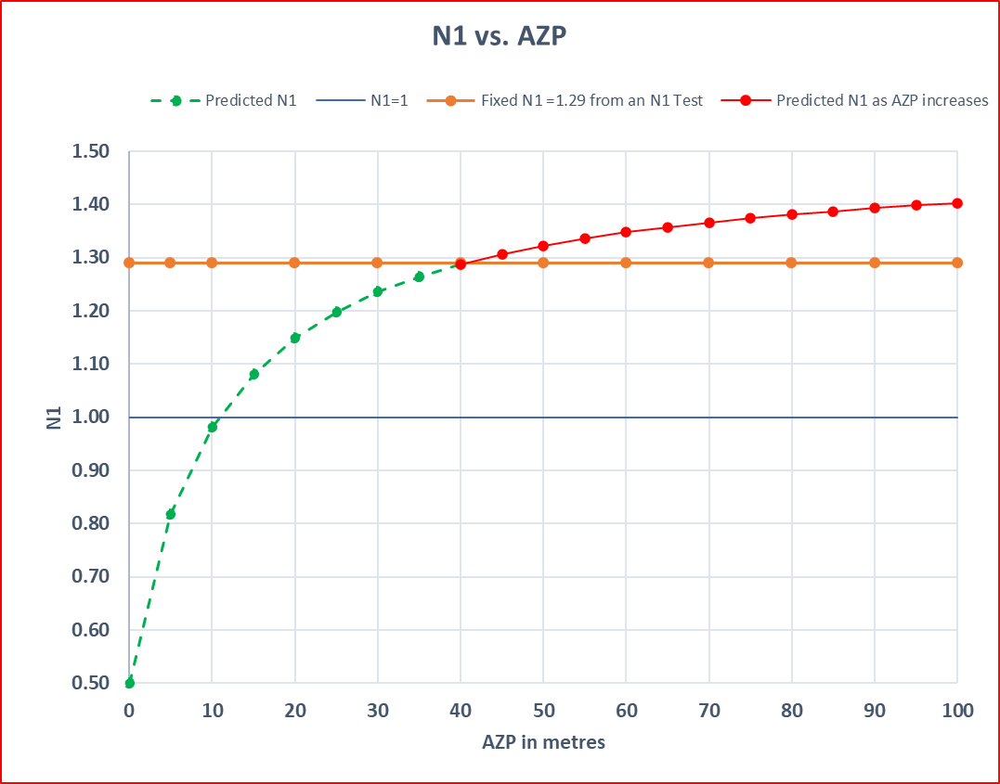 N1 vs. AZP
Predicted N1
N1=1
Fixed N1 =1.29 from an N1 Test
Predicted N1 as AZP increases
1.50
1.40
1.30
1.20
1.10
1.00
0.90
0.80
0.70
0.60
0.50
N1
0 10 20 30 40 50 60 70 80 90 100
AZP in metres